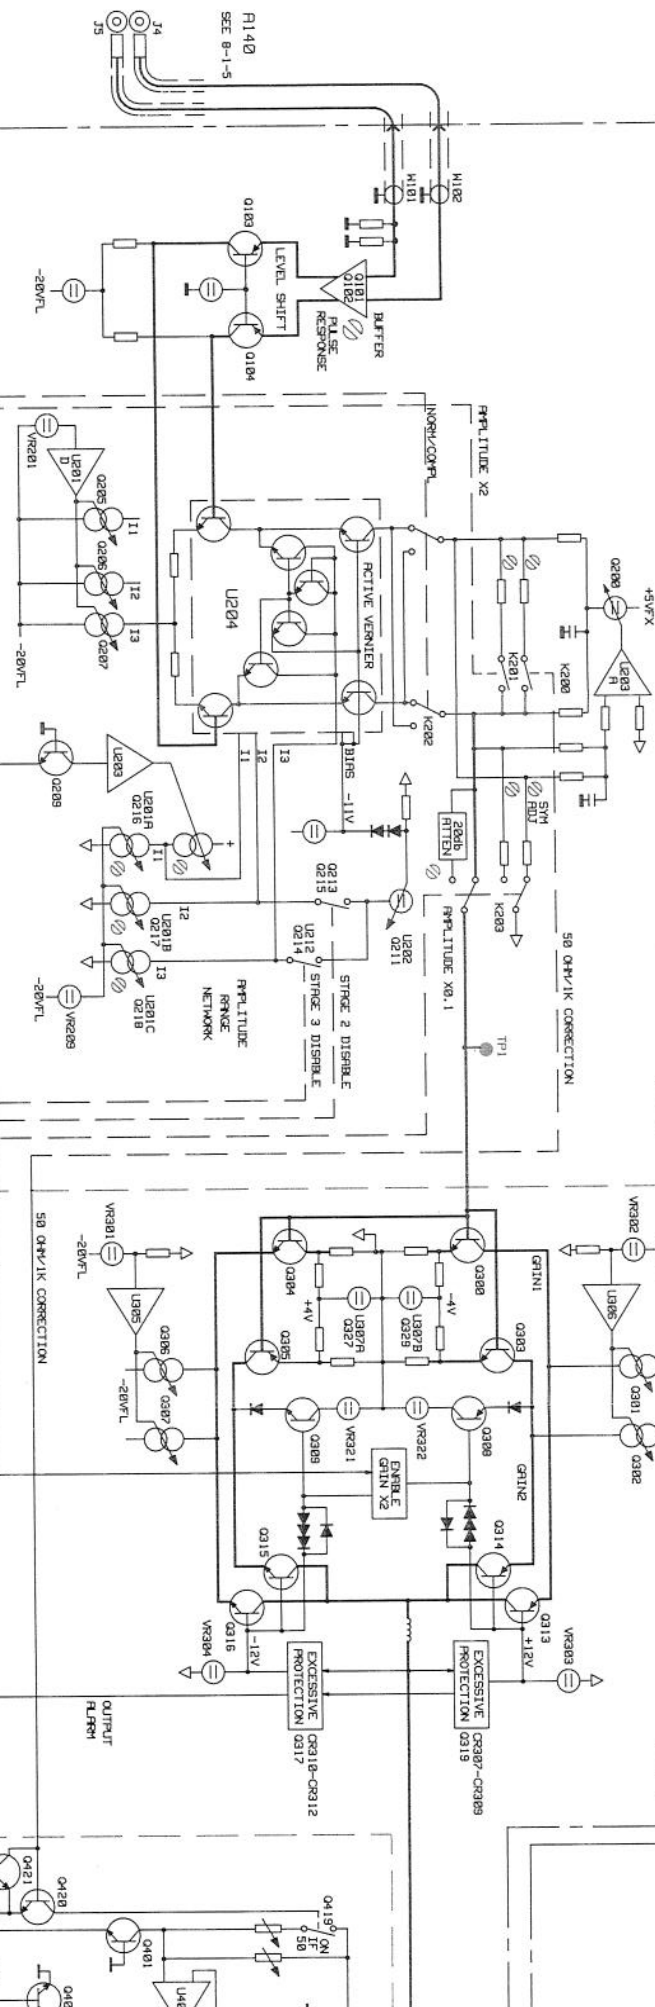 J5
J4
A140
SEE 8-1-5
W101
W102
Q103
LEVEL SHIFT
Q104
-20VFL
Q101
Q102
BUFFER
PULSE
RESPONSE
NORM/COMPL
AMPLITUDE X2
VR201
U201
D
Q205
I1
Q206
I2
Q207
I3
-20VFL
U204
ACTIVE VERNIER
Q200
+5VFX
U203
A
K200
K201
K202
I1
I2
I3
BIAS
-11V
20db
ATTEN
SYM
ADJ
K203
Q209
U203
U201A
Q216
I1
+
U201B
Q217
I2
U201C
Q218
I3
-20VFL
VR209
Q213
Q215
U212
Q214
U202
Q211
AMPLITUDE
RANGE
NETWORK
STAGE 3 DISABLE
STAGE 2 DISABLE
AMPLITUDE X0.1
TP1
50 OHM/1K CORRECTION
50 OHM/1K CORRECTION
VR301
-20VFL
U305
Q306
Q307
-20VFL
Q304
Q300
GAIN1
+4V
-4V
U307A
Q327
U307B
Q329
Q305
Q303
VR302
U306
Q301
Q302
Q309
VR321
VR322
Q308
GAIN2
ENABLE
GAIN X2
Q315
Q314
Q316
Q313
-12V
+12V
VR304
VR303
EXCESSIVE
PROTECTION
CR310-CR312
Q317
EXCESSIVE
PROTECTION
CR307-CR309
Q319
OUTPUT
ALARM
Q421
Q420
Q401
Q419
ON
IF
50